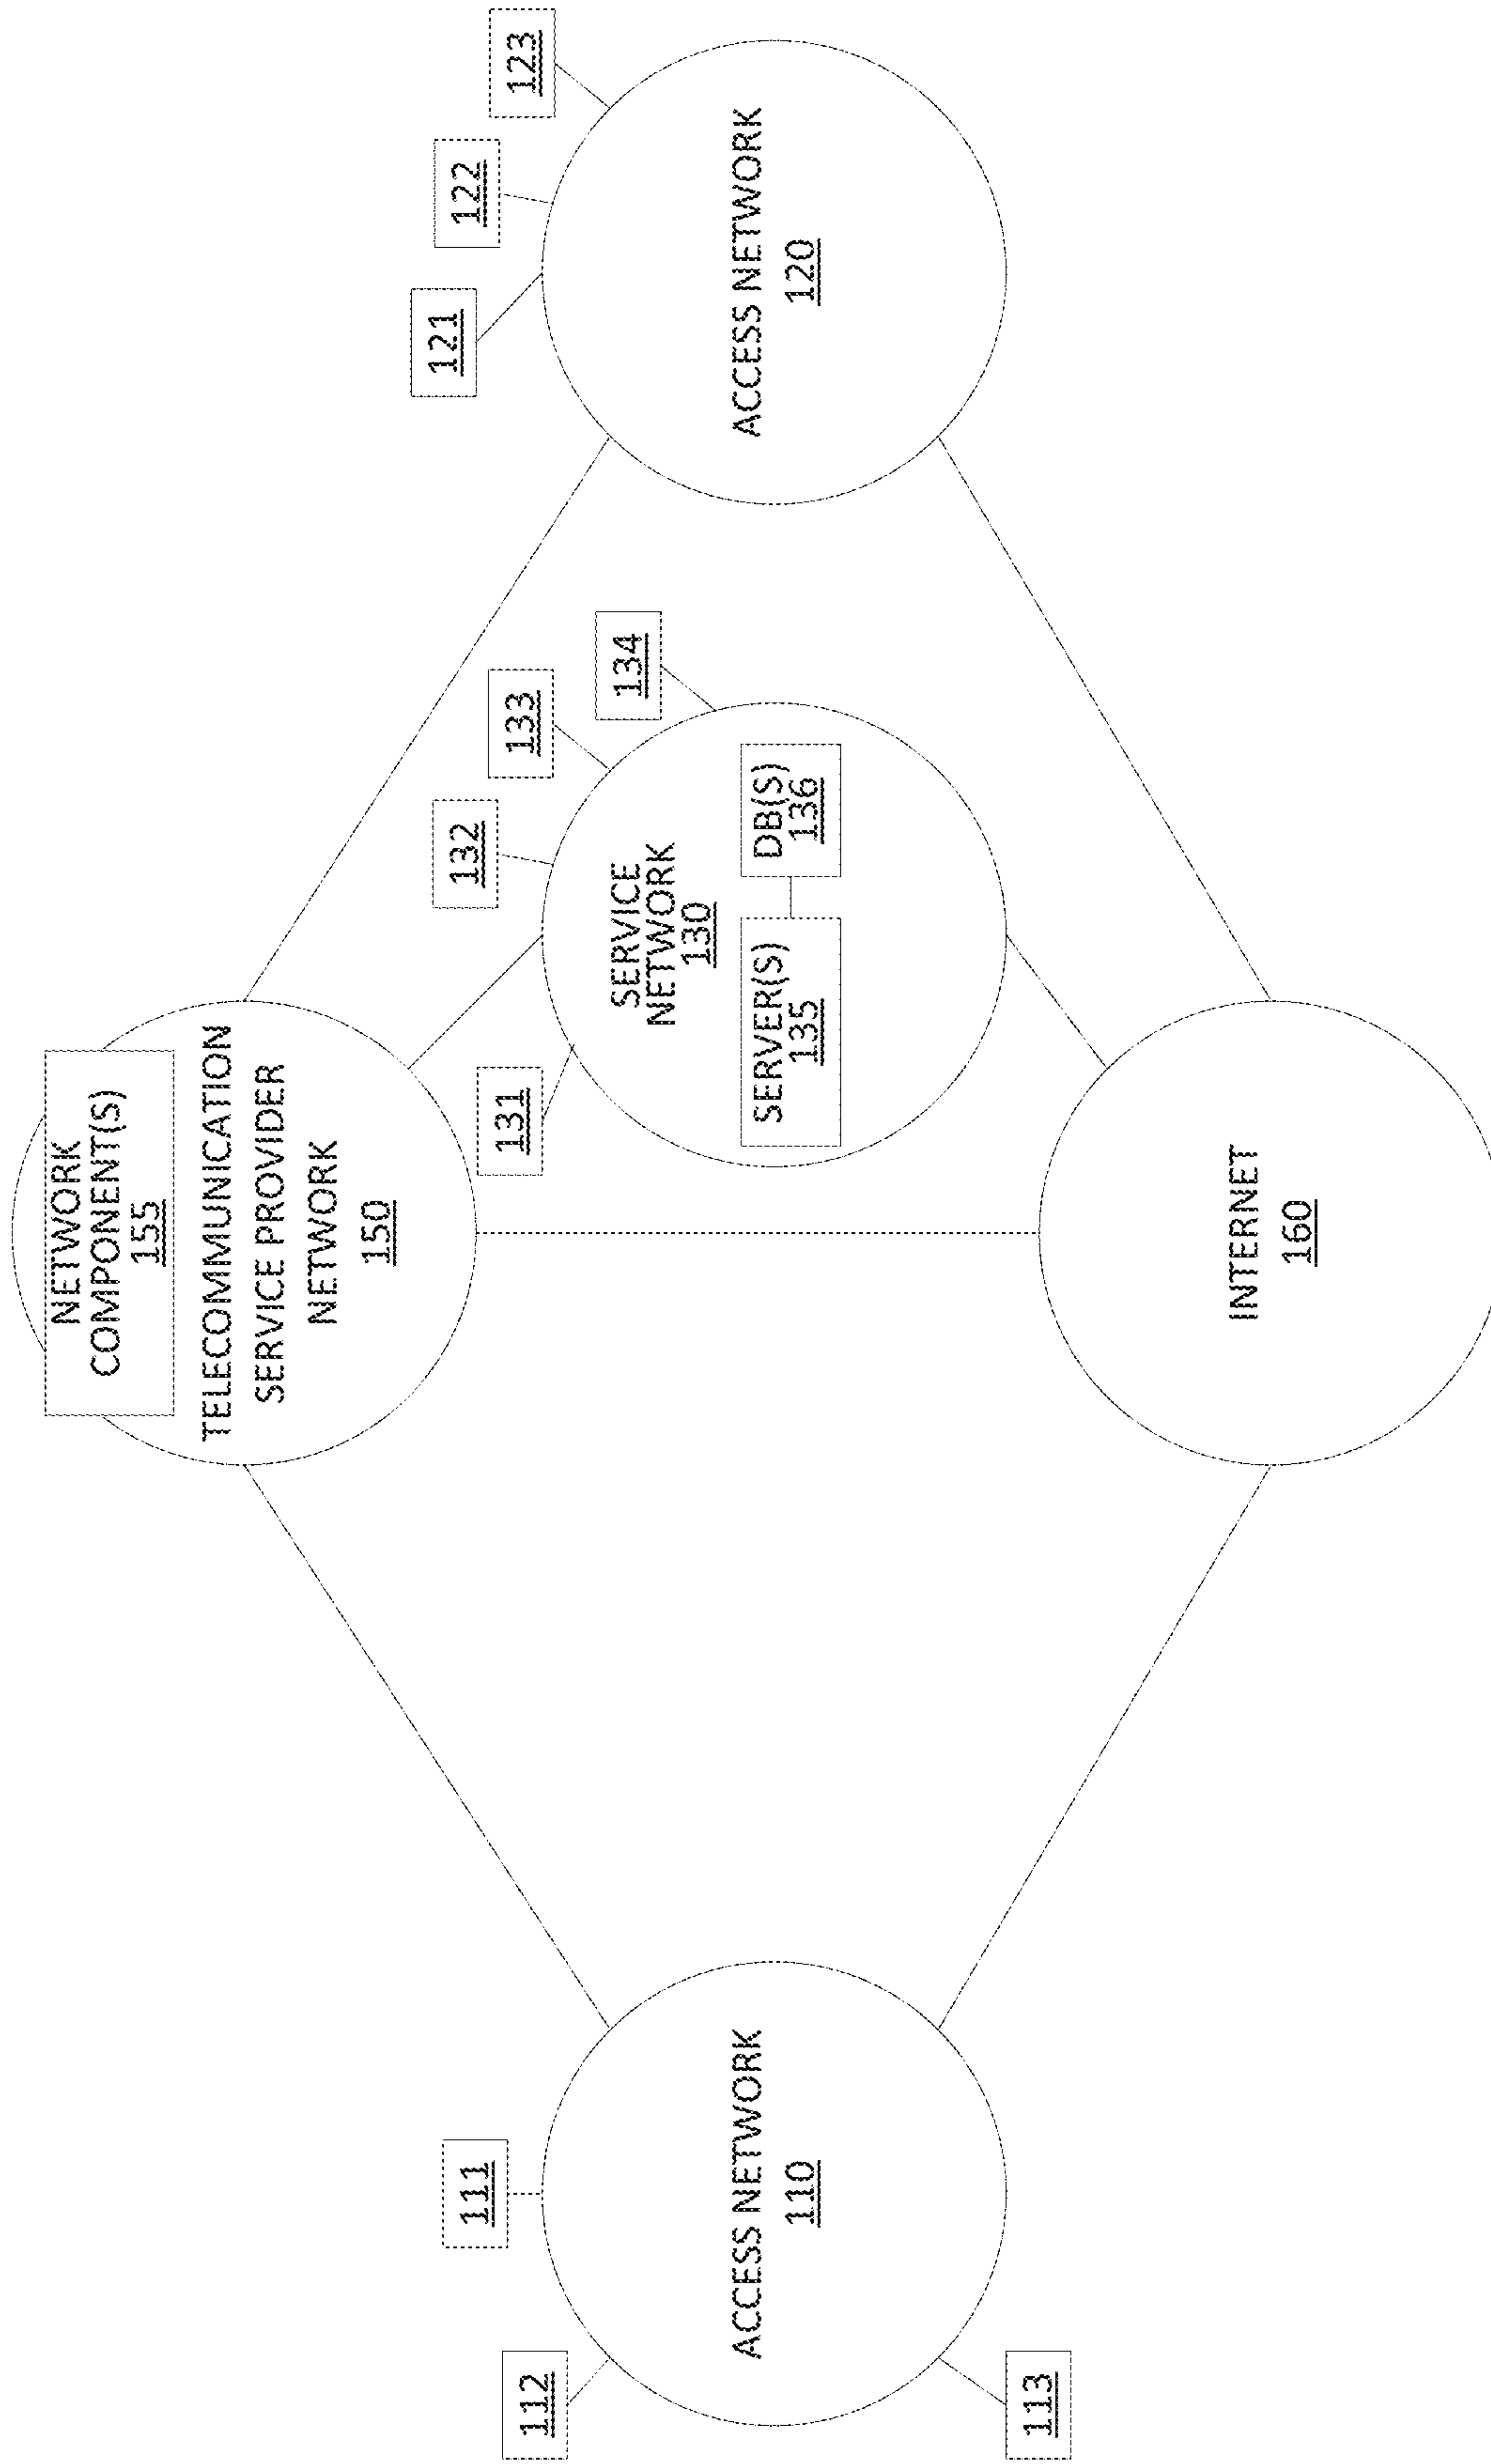 NETWORK
COMPONENT(S)
155
TELECOMMUNICATION
SERVICE PROVIDER
NETWORK
150
111
112
ACCESS NETWORK
110
113
131
132
133
134
SERVICE
NETWORK
130
SERVER(S)
135
DB(S)
136
121
122
123
ACCESS NETWORK
120
INTERNET
160